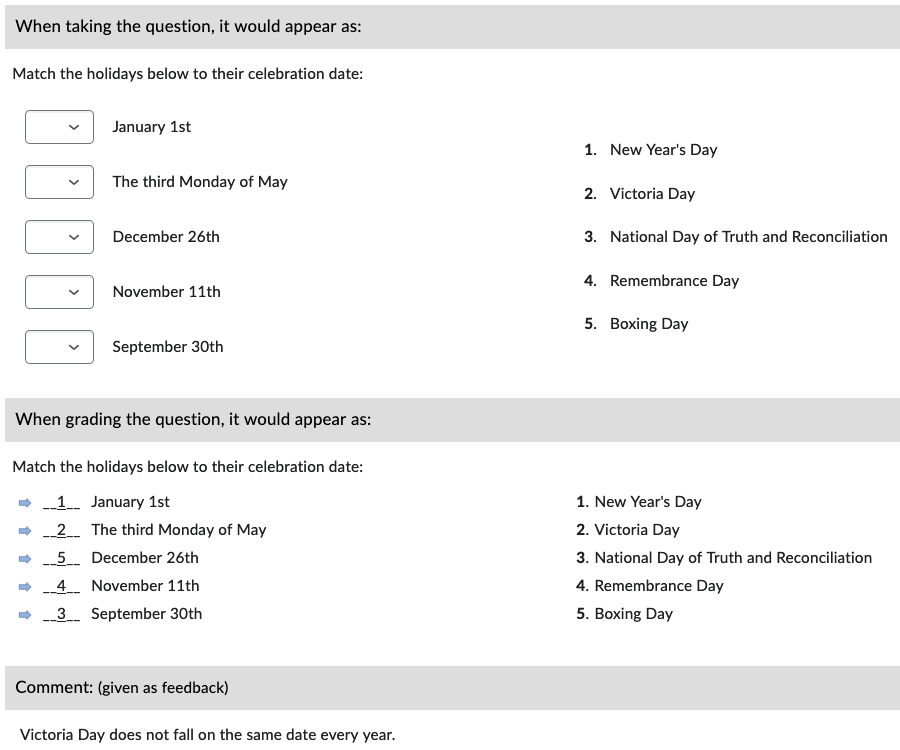 When taking the question, it would appear as:
Match the holidays below to their celebration date:
January 1st
The third Monday of May
December 26th
November 11th
September 30th
1. New Year's Day
2. Victoria Day
3. National Day of Truth and Reconciliation
4. Remembrance Day
5. Boxing Day
When grading the question, it would appear as:
Match the holidays below to their celebration date:
__1__ January 1st
__2__ The third Monday of May
__5__ December 26th
__4__ November 11th
__3__ September 30th
1. New Year's Day
2. Victoria Day
3. National Day of Truth and Reconciliation
4. Remembrance Day
5. Boxing Day
Comment: (given as feedback)
Victoria Day does not fall on the same date every year.